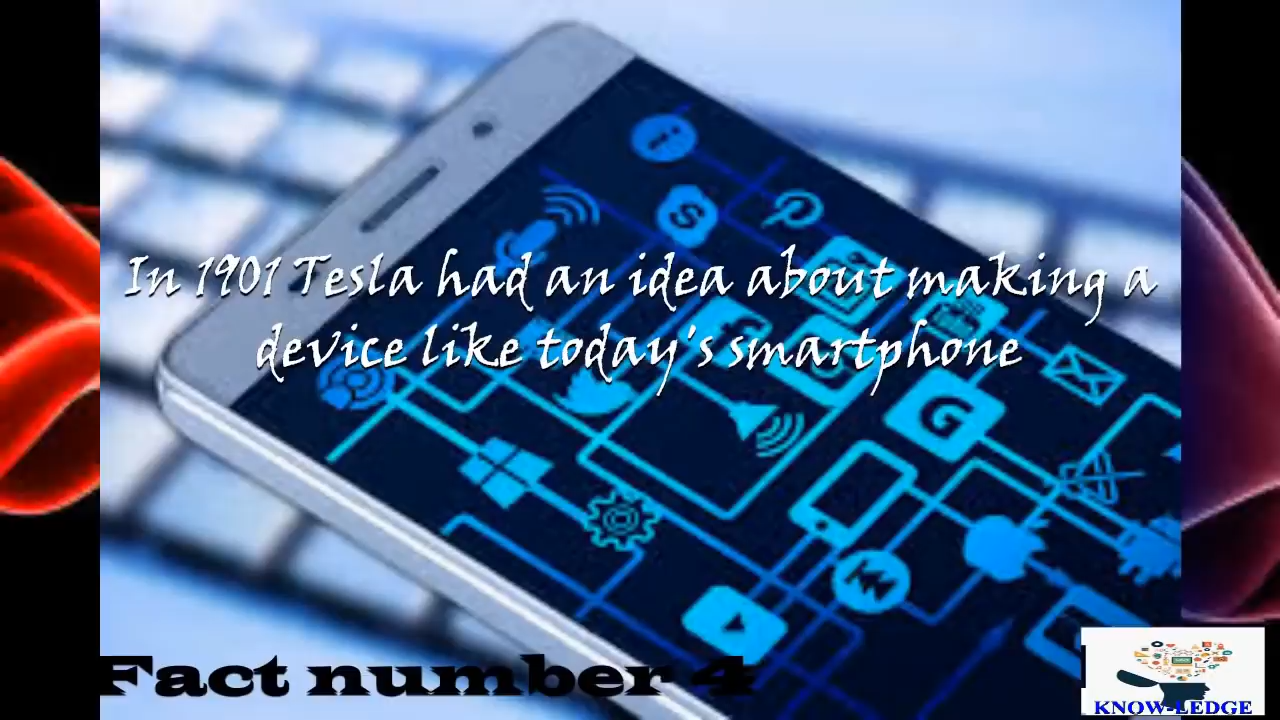 In 1901 Tesla had an idea about making a
device like today's smartphone
Fact number 4
KNOW-LEDGE